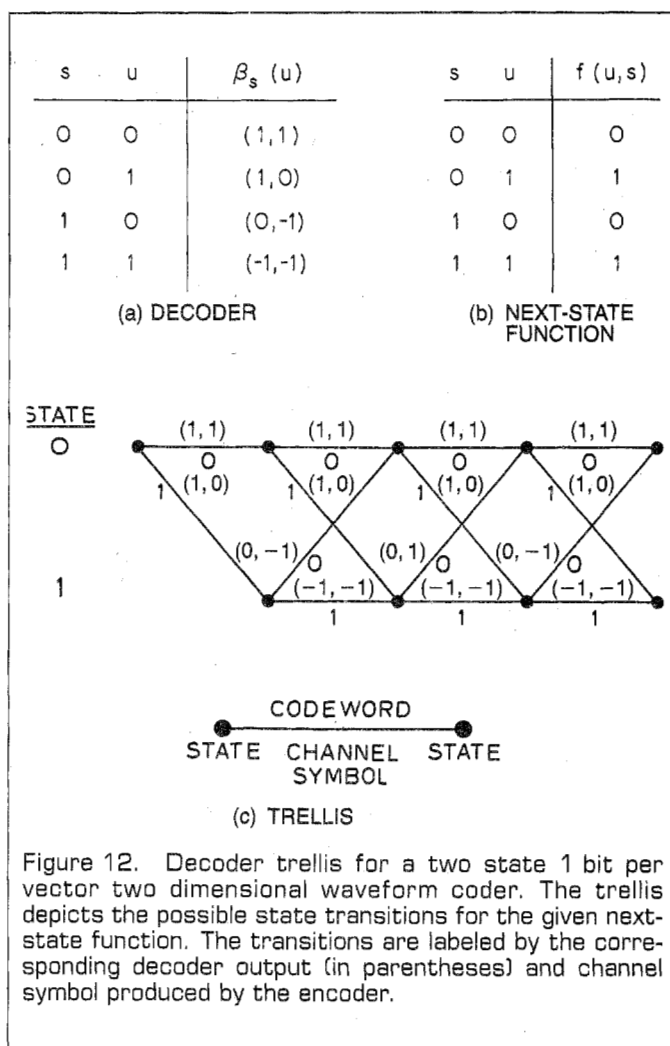 s u β_s (u) s u f (u,s)
0 0 (1,1) 0 0 0
0 1 (1,0) 0 1 1
1 0 (0,-1) 1 0 0
1 1 (-1,-1) 1 1 1
(a) DECODER (b) NEXT-STATE
FUNCTION
STATE
(1,1) (1,1) (1,1) (1,1)
0
0 0 0 0
1 (1,0) 1 (1,0) 1 (1,0) 1 (1,0)
(0,-1) 0 (0,1) 0 (0,-1) 0
1
(-1,-1) (-1,-1) (-1,-1)
1 1 1
CODEWORD
STATE CHANNEL STATE
SYMBOL
(c) TRELLIS
Figure 12. Decoder trellis for a two state 1 bit per
vector two dimensional waveform coder. The trellis
depicts the possible state transitions for the given next-
state function. The transitions are labeled by the corre-
sponding decoder output (in parentheses) and channel
symbol produced by the encoder.